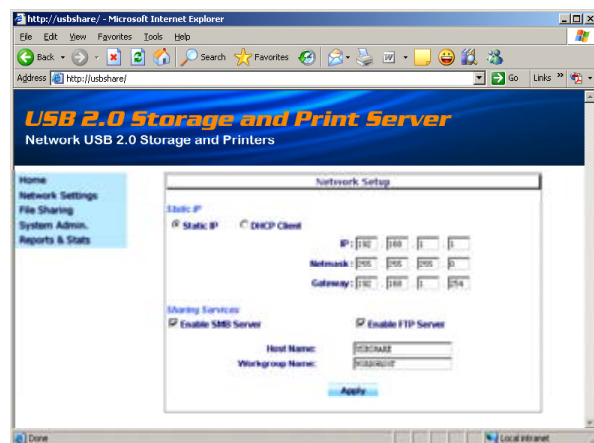 http://usbshare/ - Microsoft Internet Explorer
File Edit View Favorites Tools Help
Back Search Favorites
Address http://usbshare/ Go Links »
USB 2.0 Storage and Print Server
Network USB 2.0 Storage and Printers
Home
Network Settings
File Sharing
System Admin.
Reports & Stats
Network Setup
Static IP
Static IP DHCP Client
IP: 192 . 168 . 1 . 1
Netmask: 255 . 255 . 255 . 0
Gateway: 192 . 168 . 1 . 254
Sharing Services
Enable SMB Server Enable FTP Server
Host Name: USBSHARE
Workgroup Name:
Apply
Done Local intranet